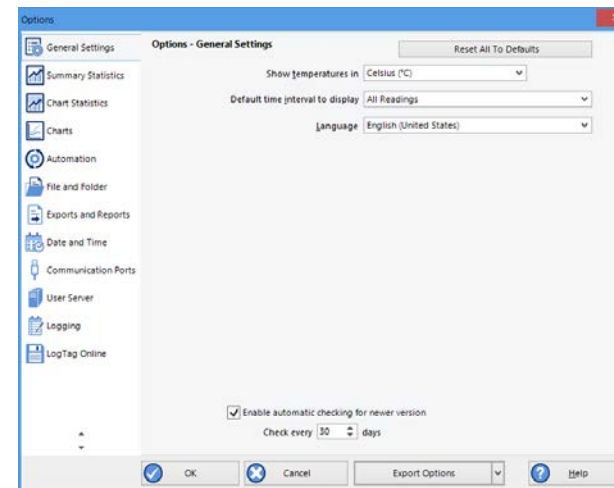 Options
General Settings
Summary Statistics
Chart Statistics
Charts
Automation
File and Folder
Exports and Reports
Date and Time
Communication Ports
User Server
Logging
LogTag Online
Options - General Settings
Reset All To Defaults
Show temperatures in Celsius (°C)
Default time interval to display All Readings
Language English (United States)
Enable automatic checking for newer version
Check every 30 days
OK Cancel Export Options Help